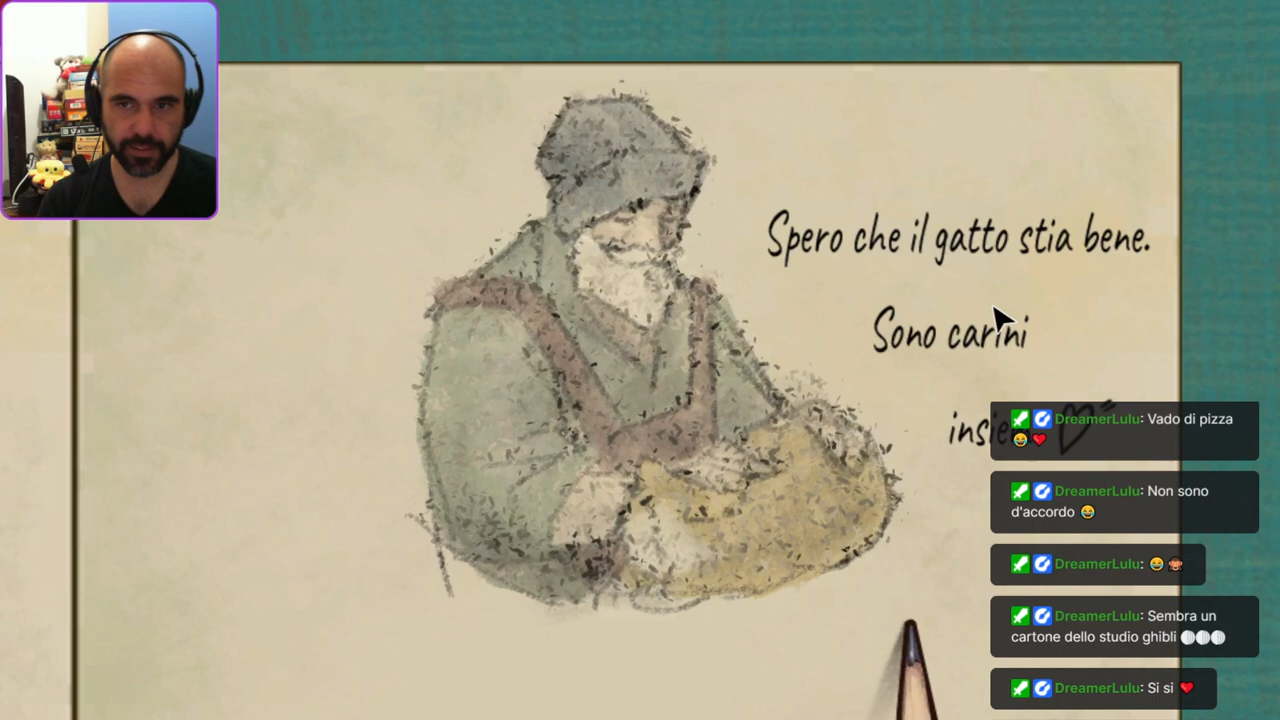 Spero che il gatto stia bene.
Sono carini
DreamerLulu: Vado di pizza
😂❤️
DreamerLulu: Non sono
d'accordo 😂
DreamerLulu: 😂🙈
DreamerLulu: Sembra un
cartone dello studio ghibli
DreamerLulu: Si si ❤️